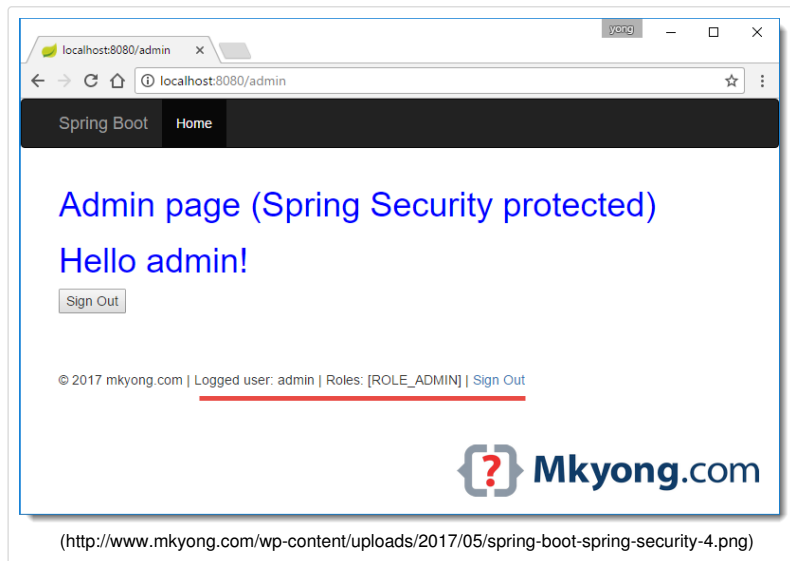 yong
localhost:8080/admin
localhost:8080/admin
Spring Boot Home
Admin page (Spring Security protected)
Hello admin!
Sign Out
© 2017 mkyong.com | Logged user: admin | Roles: [ROLE_ADMIN] | Sign Out
{?} Mkyong.com
(http://www.mkyong.com/wp-content/uploads/2017/05/spring-boot-spring-security-4.png)